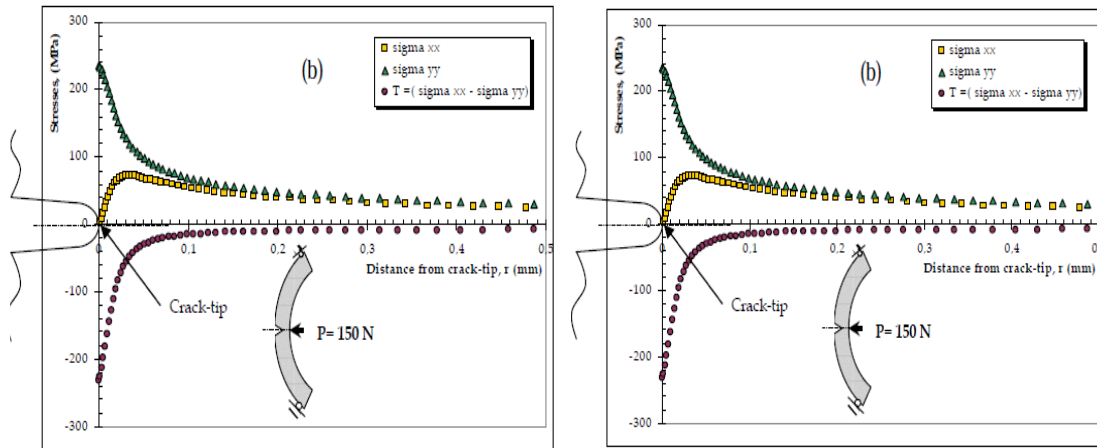 300
200
100
0
-100
-200
-300
Stresses, (MPa)
(b)
sigma xx
sigma yy
T =( sigma xx - sigma yy)
0
0.1
0.2
0.3
0.4
0.5
Distance from crack-tip, r (mm)
Crack-tip
P= 150 N
300
200
100
0
-100
-200
-300
Stresses, (MPa)
(b)
sigma xx
sigma yy
T =( sigma xx - sigma yy)
0
0.1
0.2
0.3
0.4
Distance from crack-tip, r (mm)
Crack-tip
P= 150 N